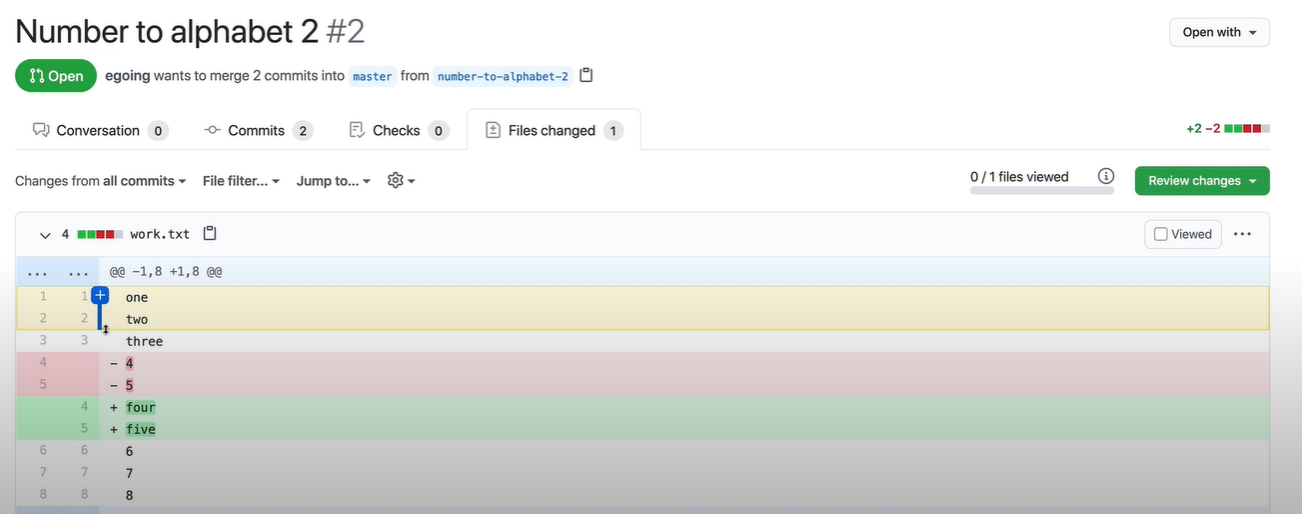 Number to alphabet 2 #2
Open with
Open egoing wants to merge 2 commits into master from number-to-alphabet-2
Conversation 0 Commits 2 Checks 0 Files changed 1 +2 −2
Changes from all commits File filter... Jump to... 0 / 1 files viewed Review changes
4 work.txt Viewed ...
... ... @@ -1,8 +1,8 @@
1 1 + one
2 2 two
3 3 three
4 - 4
5 - 5
4 + four
5 + five
6 6 6
7 7 7
8 8 8